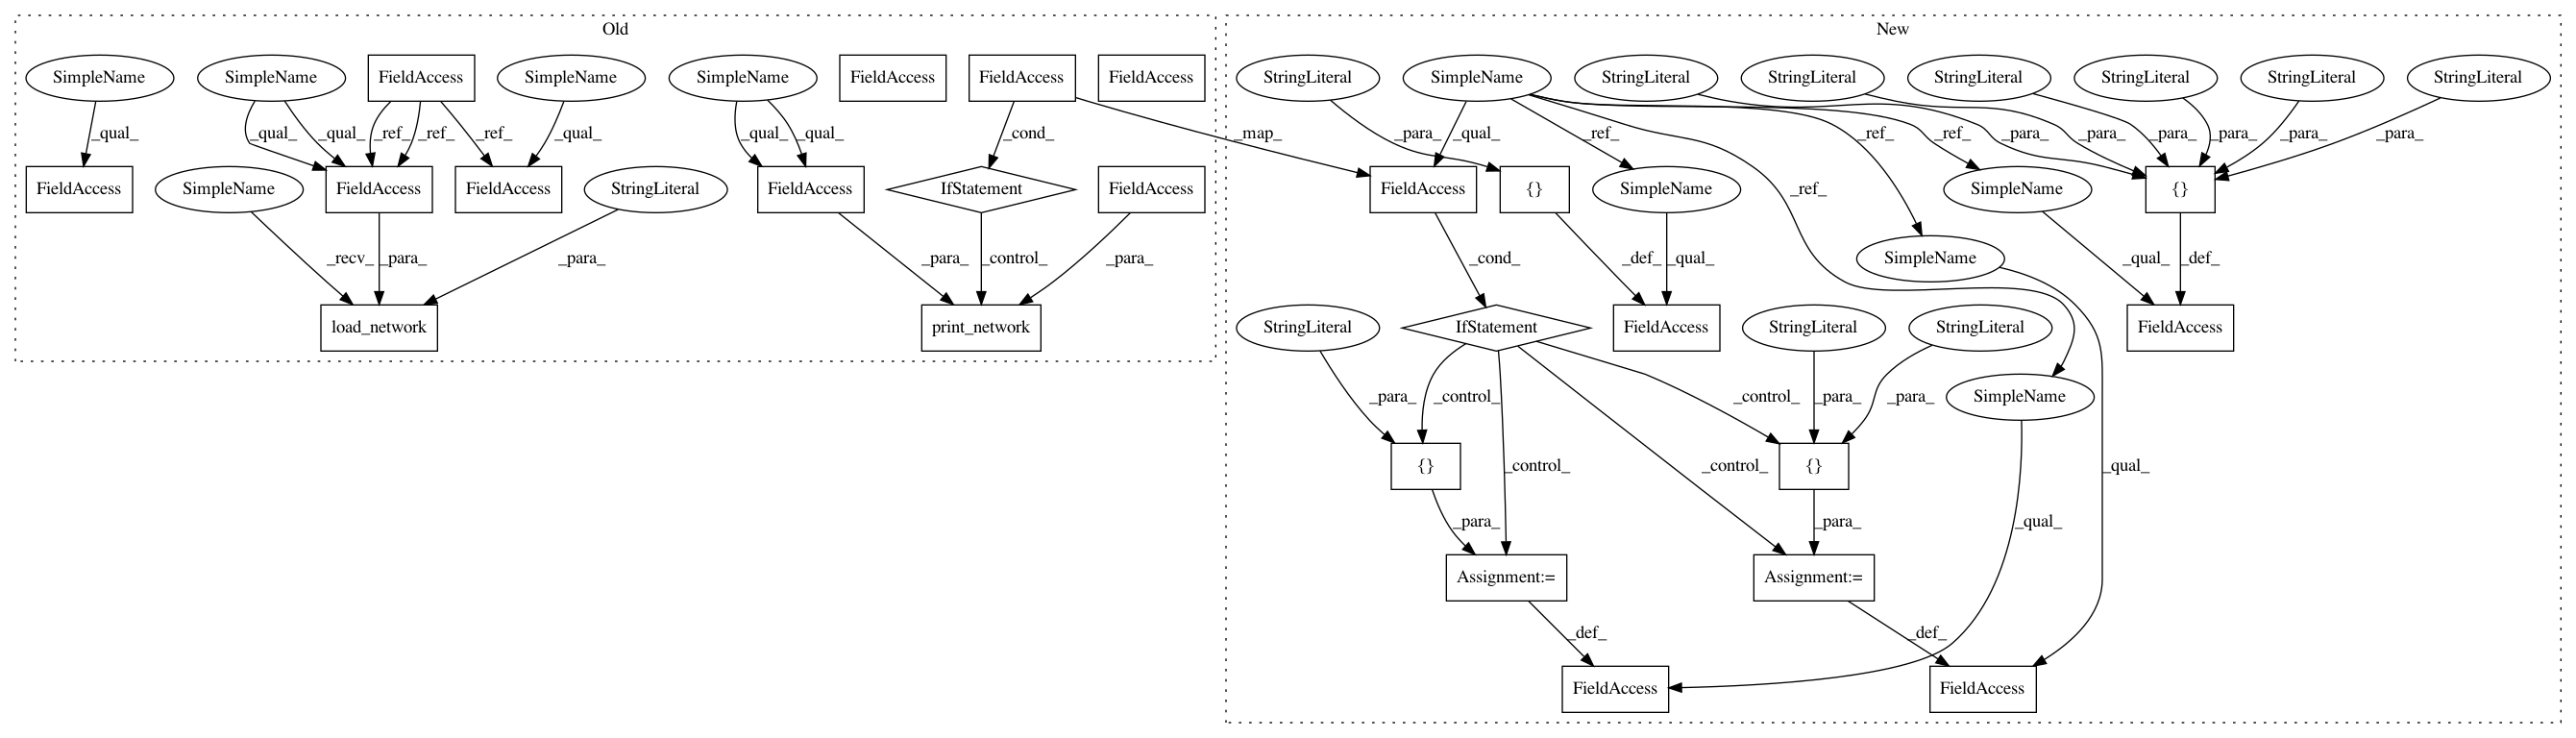 Old
New
SimpleName
SimpleName
FieldAccess
SimpleName
SimpleName
FieldAccess
FieldAccess
FieldAccess
StringLiteral
SimpleName
StringLiteral
StringLiteral
StringLiteral
StringLiteral
StringLiteral
StringLiteral
_qual_
_qual_
_qual_
_ref_
_ref_
_ref_
_qual_
_qual_
_qual_
_cond_
_map_
_para_
_qual_
_ref_
_ref_
_ref_
_para_
_para_
_para_
_para_
_para_
_para_
FieldAccess
SimpleName
FieldAccess
FieldAccess
StringLiteral
FieldAccess
IfStatement
FieldAccess
FieldAccess
{}
SimpleName
_ref_
SimpleName
{}
_recv_
_para_
_para_
_para_
_control_
_para_
_cond_
_def_
_qual_
SimpleName
_qual_
_def_
load_network
print_network
StringLiteral
IfStatement
FieldAccess
StringLiteral
StringLiteral
FieldAccess
_para_
_control_
_control_
_para_
_para_
SimpleName
{}
_control_
_control_
{}
_qual_
_para_
_para_
_qual_
Assignment:=
Assignment:=
_def_
_def_
FieldAccess
FieldAccess